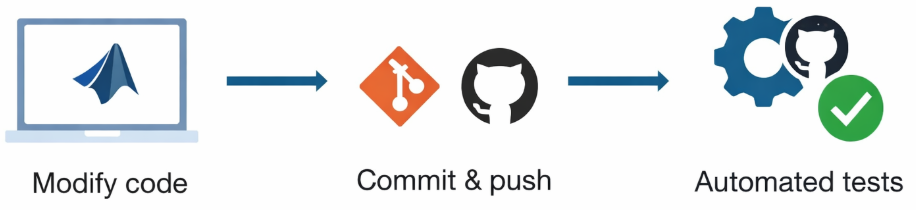 Modify code
Commit & push
Automated tests